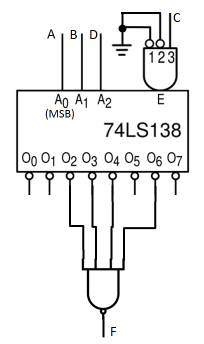 C
A B D
1 2 3
E
A0 A1 A2
(MSB)
74LS138
O0 O1 O2 O3 O4 O5 O6 O7
F